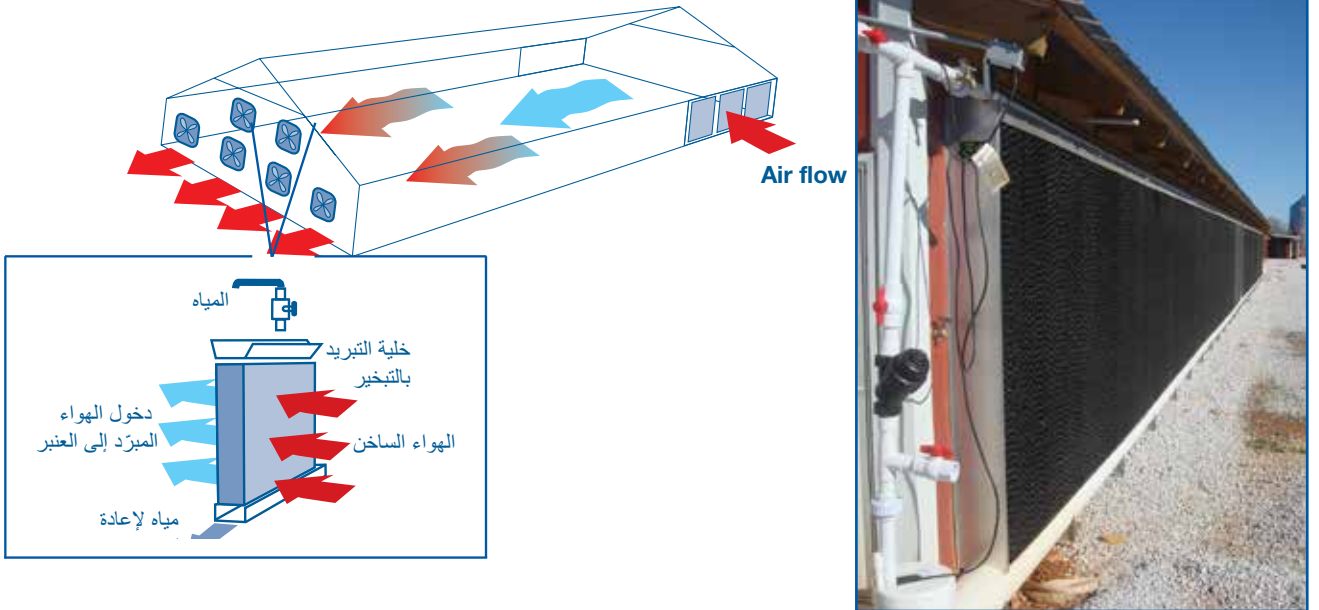 Air flow
المياه
خلية التبريد
بالتبخير
دخول الهواء
المبرّد إلى العنبر
الهواء الساخن
مياه لإعادة